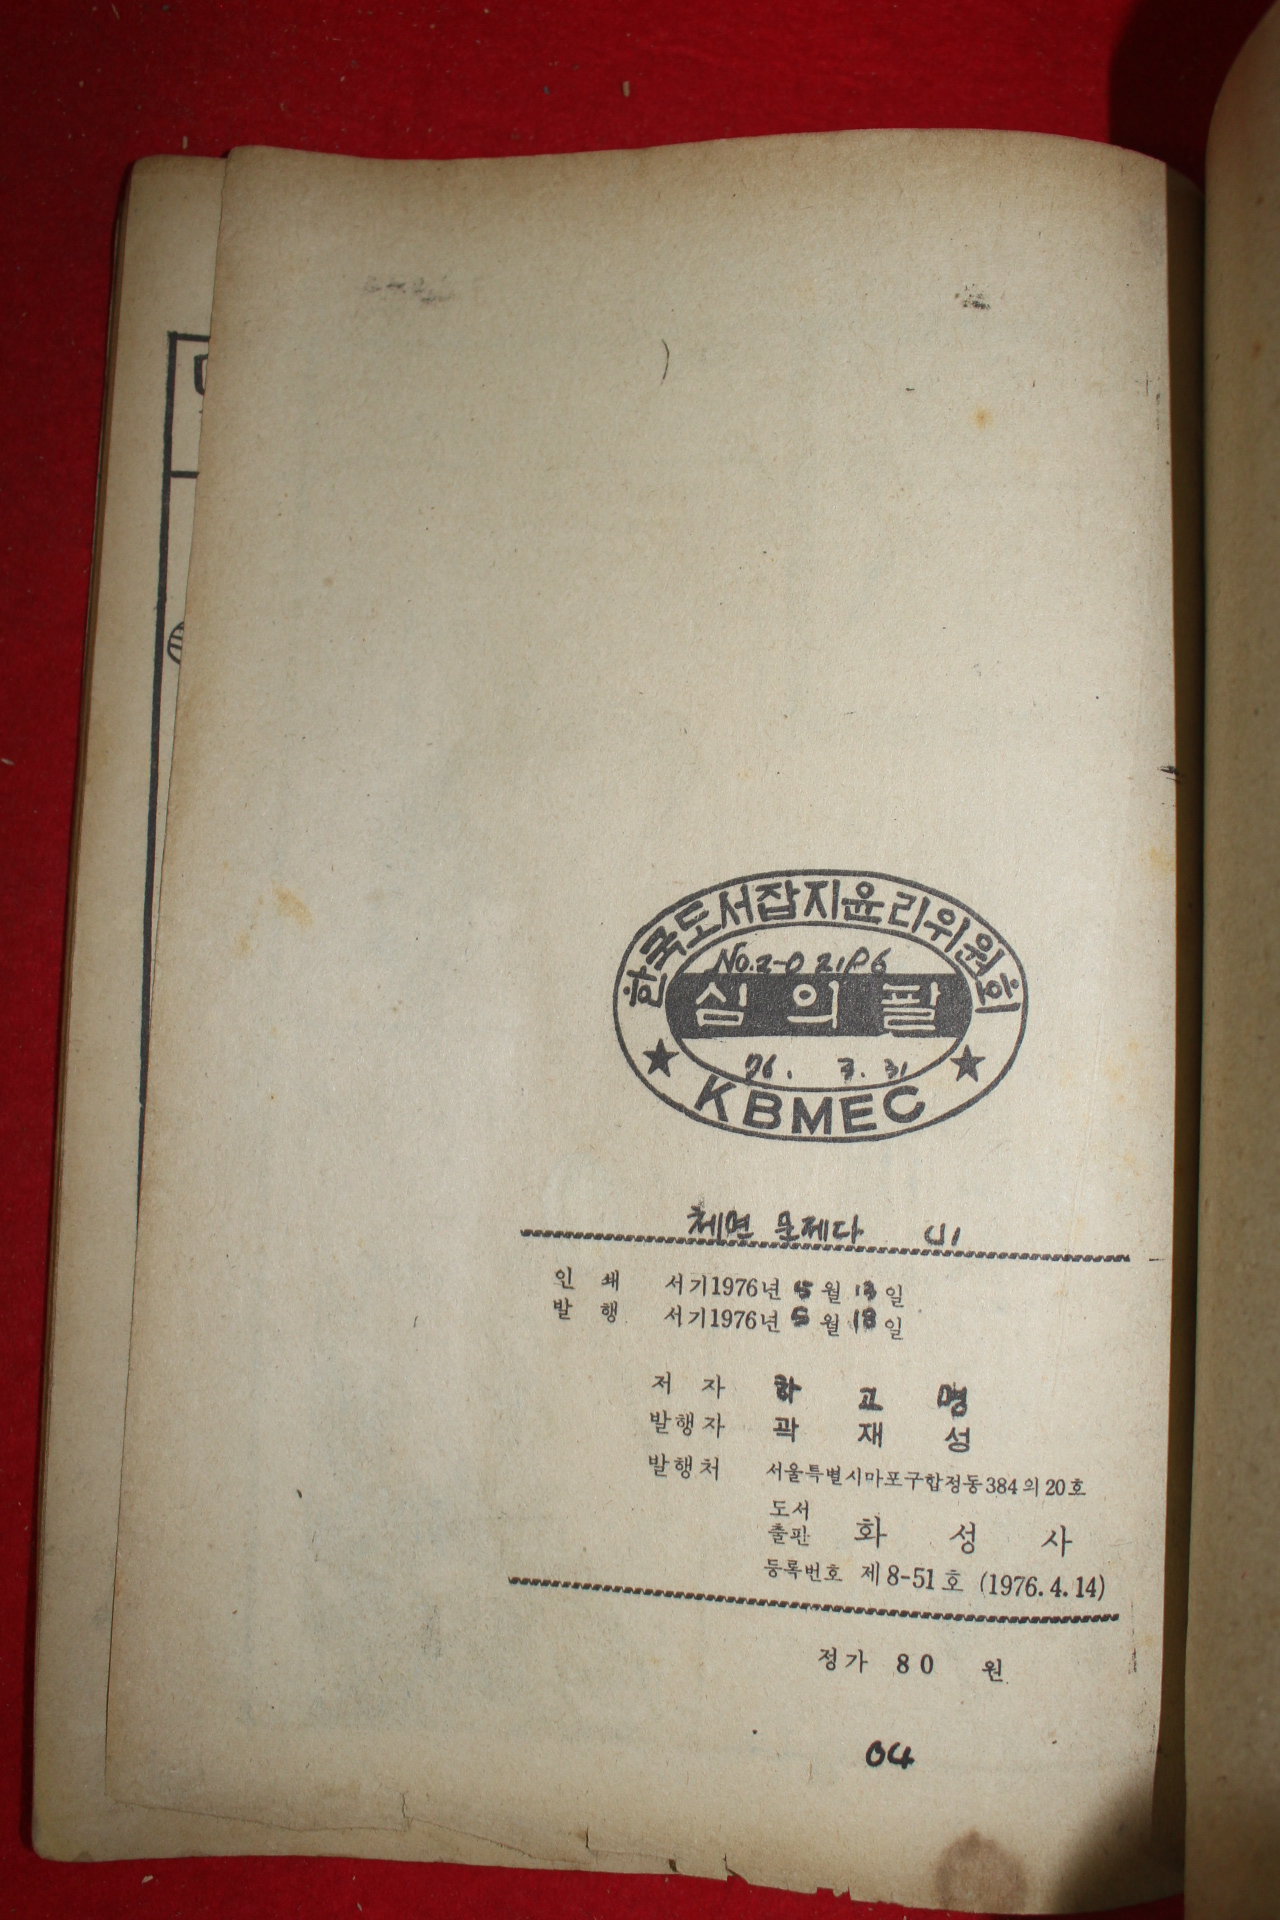 한국도서잡지윤리위원회
심의필
76. 3. 31
KBMEC
체면 문제다
인 쇄 서기1976년 5월 13일
발 행 서기1976년 5월 18일
저 자 하 고 명
발행자 곽 재 성
발행처 서울특별시마포구합정동384의20호
도서
출판 화 성 사
등록번호 제8-51호 (1976.4.14)
정가 80 원
04